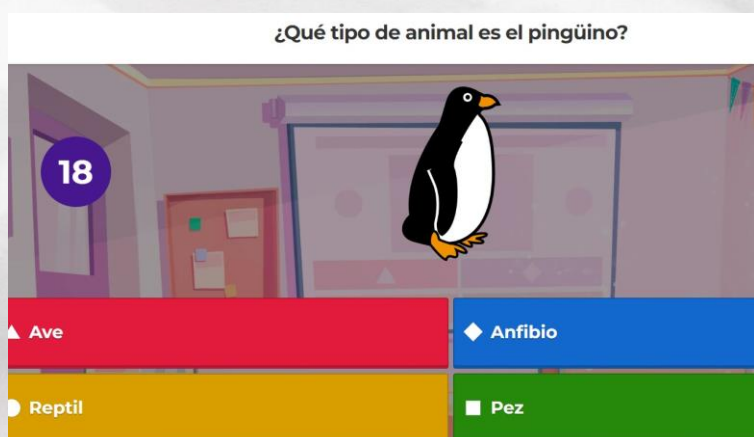 ¿Qué tipo de animal es el pingüino?
18
Ave
Anfibio
Reptil
Pez